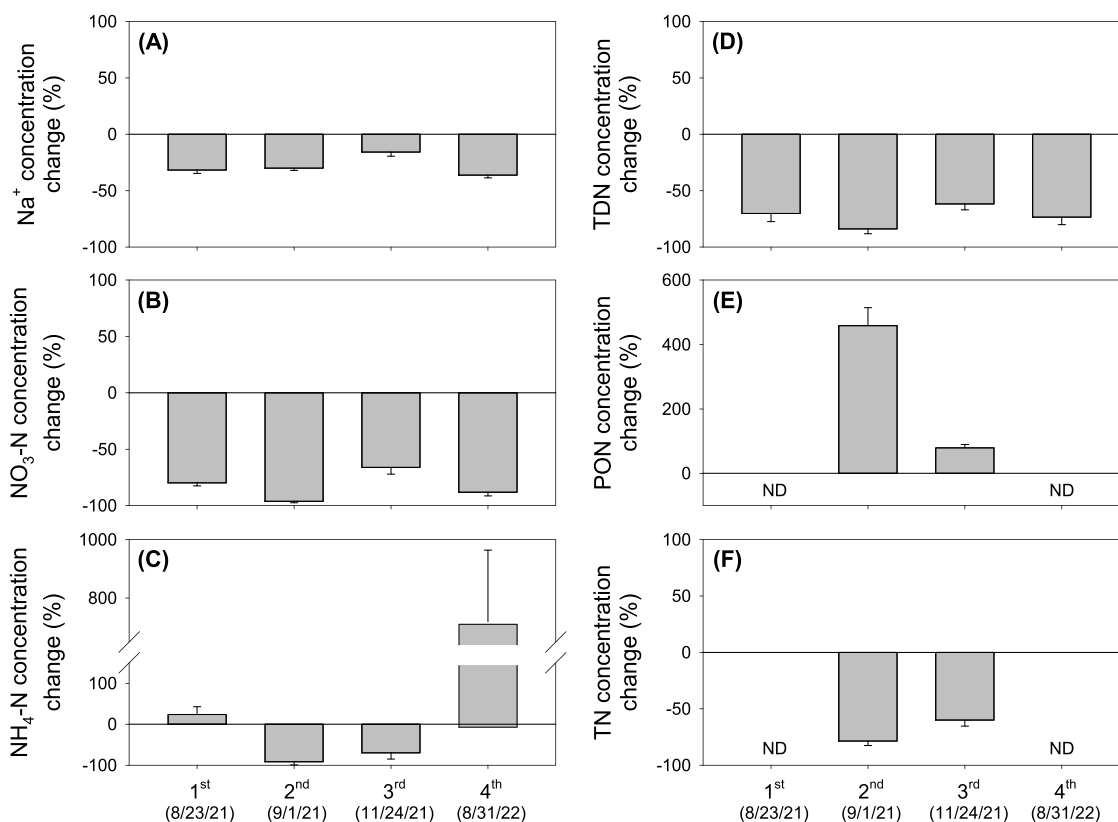 (A)
Na+ concentration
change (%)
100
50
0
-50
-100
(B)
NO3-N concentration
change (%)
100
50
0
-50
-100
(C)
NH4-N concentration
change (%)
1000
800
100
0
-100
1st
(8/23/21)
2nd
(9/1/21)
3rd
(11/24/21)
4th
(8/31/22)
(D)
TDN concentration
change (%)
100
50
0
-50
-100
(E)
PON concentration
change (%)
600
400
200
0
ND
ND
(F)
TN concentration
change (%)
100
50
0
-50
-100
ND
ND
1st
(8/23/21)
2nd
(9/1/21)
3rd
(11/24/21)
4th
(8/31/22)